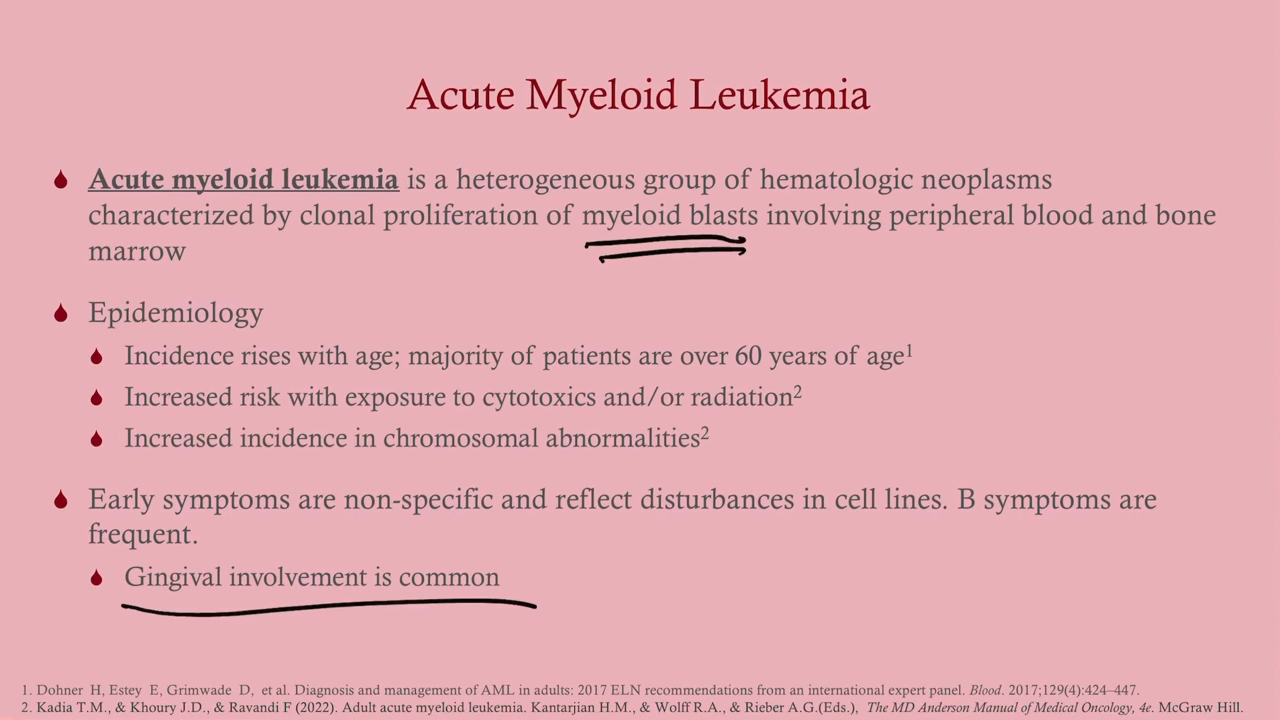 Acute Myeloid Leukemia
Acute myeloid leukemia is a heterogeneous group of hematologic neoplasms
characterized by clonal proliferation of myeloid blasts involving peripheral blood and bone
marrow
Epidemiology
Incidence rises with age; majority of patients are over 60 years of age1
Increased risk with exposure to cytotoxics and/or radiation2
Increased incidence in chromosomal abnormalities2
Early symptoms are non-specific and reflect disturbances in cell lines. B symptoms are
frequent.
Gingival involvement is common
1. Dohner H, Estey E, Grimwade D, et al. Diagnosis and management of AML in adults: 2017 ELN recommendations from an international expert panel. Blood. 2017;129(4):424–447.
2. Kadia T.M., & Khoury J.D., & Ravandi F (2022). Adult acute myeloid leukemia. Kantarjian H.M., & Wolff R.A., & Rieber A.G.(Eds.), The MD Anderson Manual of Medical Oncology, 4e. McGraw Hill.